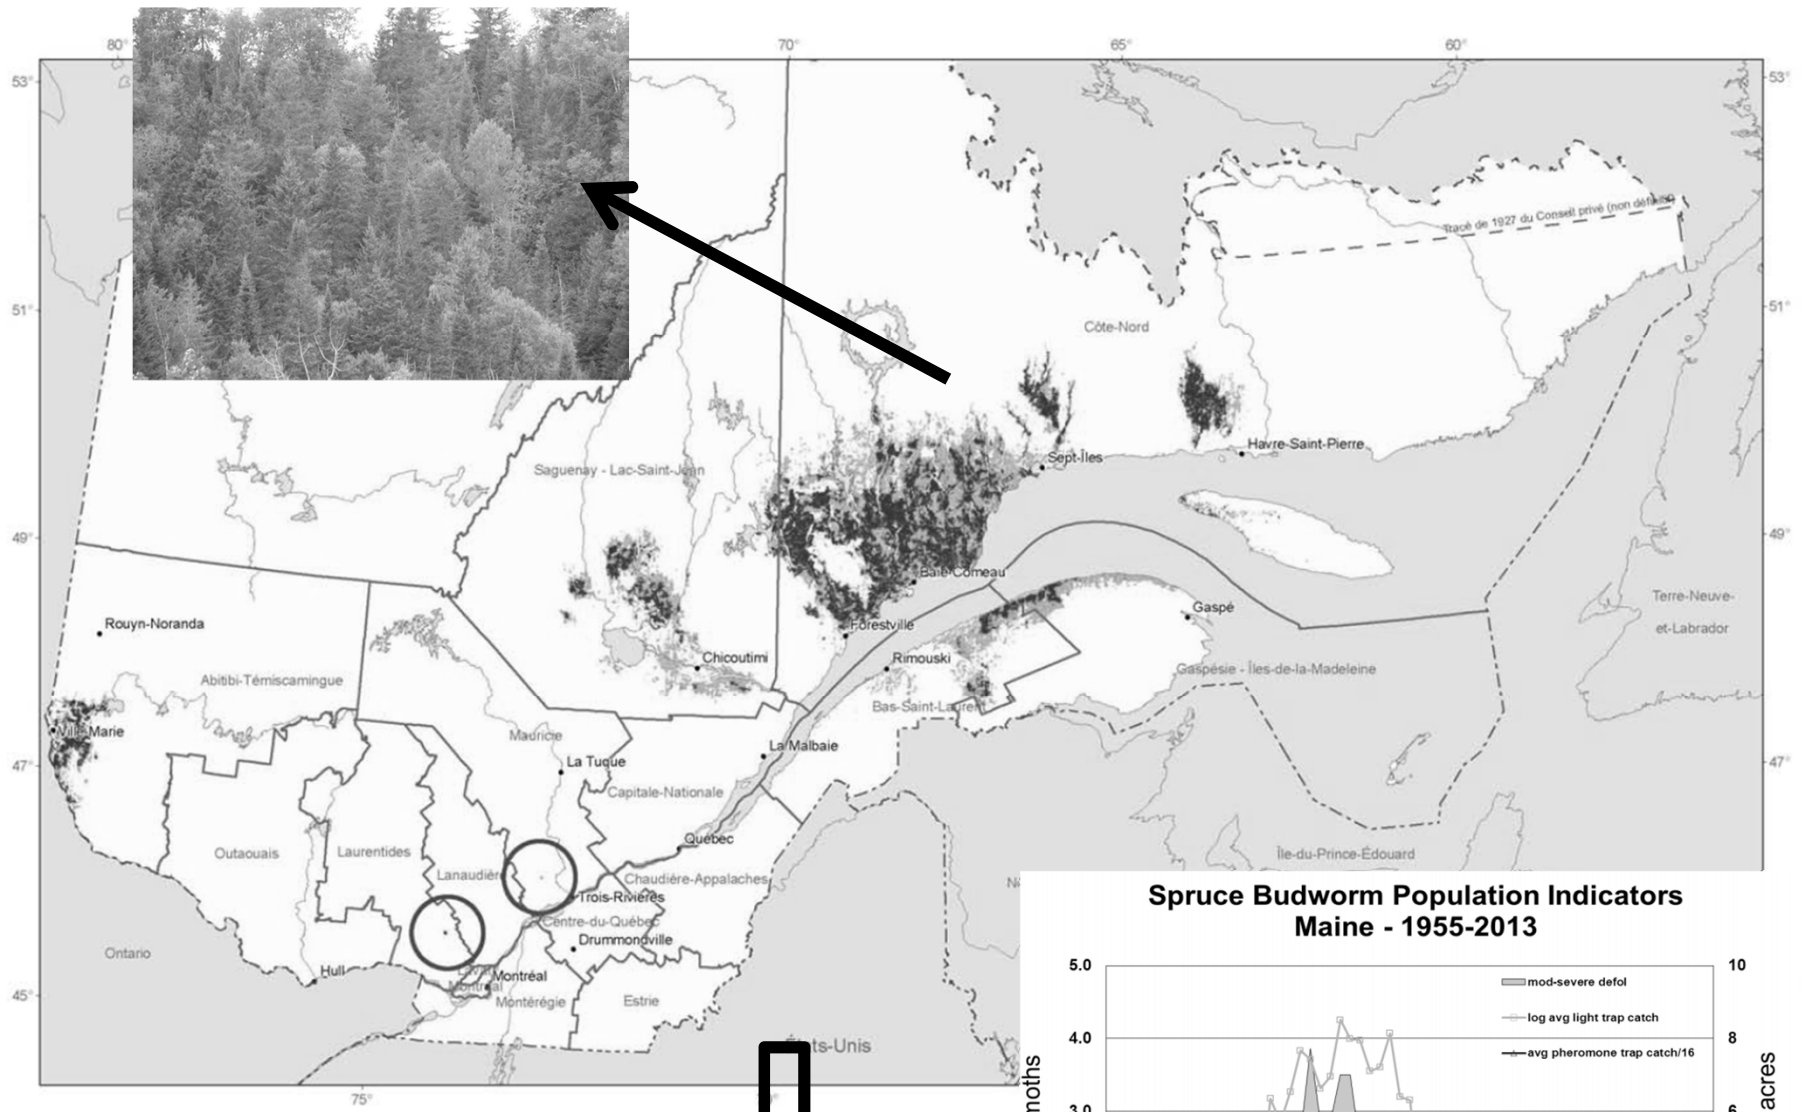 80°
70°
65°
60°
53°
53°
Tracé de 1927 du Conseil privé (non définitif)
51°
51°
Côte-Nord
Havre-Saint-Pierre
Sept-Îles
Saguenay - Lac-Saint-Jean
49°
49°
Baie-Comeau
Terre-Neuve-
et-Labrador
Gaspé
Rouyn-Noranda
Forestville
Chicoutimi
Rimouski
Gaspésie - Îles-de-la-Madeleine
Abitibi-Témiscamingue
Bas-Saint-Laurent
Ville-Marie
Mauricie
La Malbaie
47°
47°
La Tuque
Capitale-Nationale
Québec
Outaouais
Laurentides
Île-du-Prince-Édouard
Lanaudière
Chaudière-Appalaches
Trois-Rivières
Centre-du-Québec
Drummondville
Ontario
Hull
Laval
Montréal
Montréal
45°
Montérégie
Estrie
États-Unis
75°
Spruce Budworm Population Indicators
Maine - 1955-2013
5.0
10
mod-severe defol
log avg light trap catch
4.0
8
avg pheromone trap catch/16
moths
acres
3.0
6